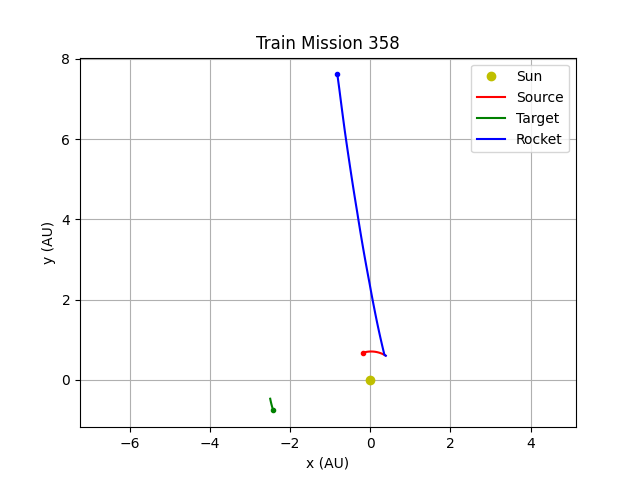 Train Mission 358
Sun
Source
Target
Rocket
8
6
4
2
0
y (AU)
−6
−4
−2
0
2
4
x (AU)